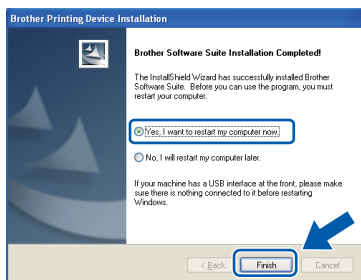 Brother Printing Device Installation
Brother Software Suite Installation Completed!
The InstallShield Wizard has successfully installed Brother
Software Suite.  Before you can use the program, you must
restart your computer.
Yes, I want to restart my computer now.
No, I will restart my computer later.
If your machine has a USB interface at the front, please make
sure there is nothing connected to it before restarting
Windows.
< Back Finish Cancel